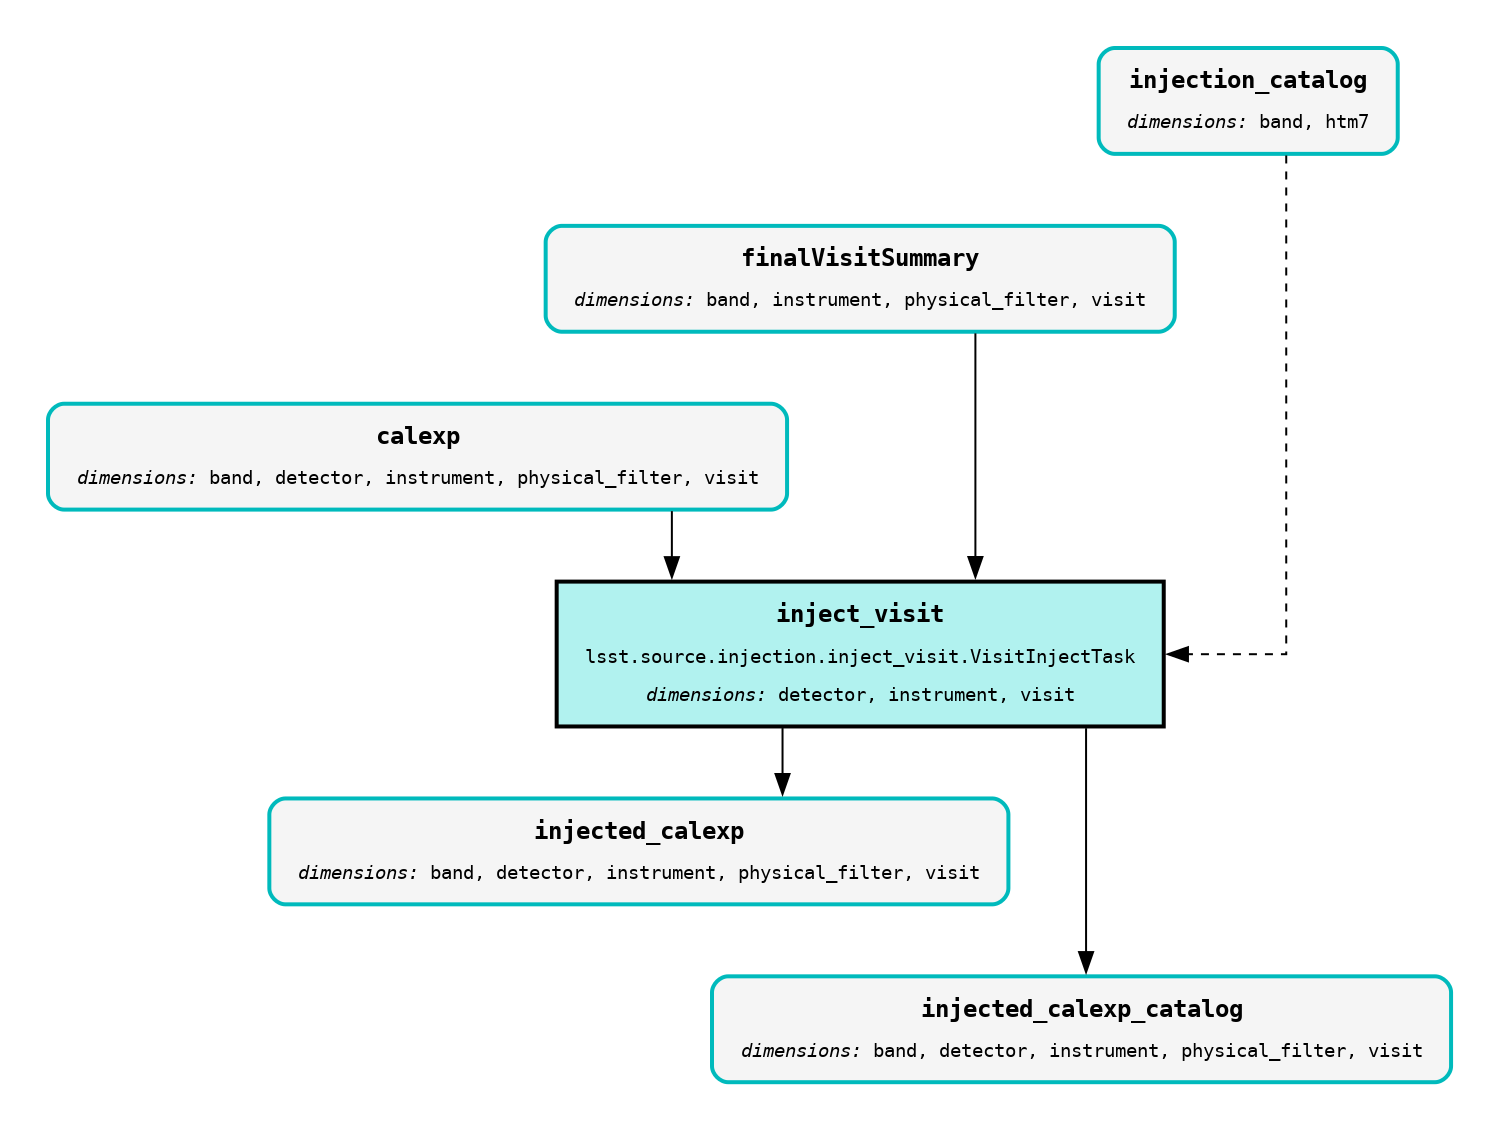 injection_catalog
dimensions: band, htm7
finalVisitSummary
dimensions: band, instrument, physical_filter, visit
calexp
dimensions: band, detector, instrument, physical_filter, visit
inject_visit
lsst.source.injection.inject_visit.VisitInjectTask
dimensions: detector, instrument, visit
injected_calexp
dimensions: band, detector, instrument, physical_filter, visit
injected_calexp_catalog
dimensions: band, detector, instrument, physical_filter, visit